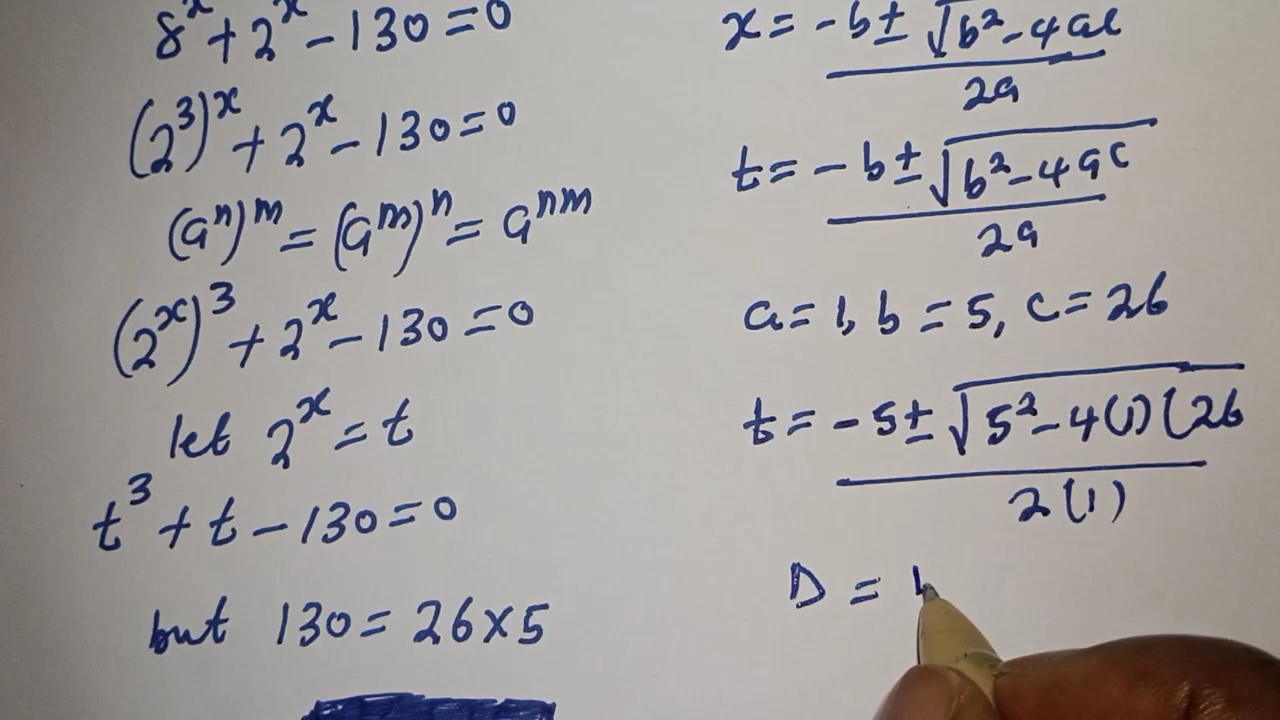 8^x + 2^x - 130 = 0
(2^3)^x + 2^x - 130 = 0
(a^n)^m = (a^m)^n = a^nm
(2^x)^3 + 2^x - 130 = 0
let 2^x = t
t^3 + t - 130 = 0
but 130 = 26 × 5
x = -b ± √b²-4ac
2a
t = -b ± √b²-4ac
2a
a = 1, b = 5, c = 26
t = -5 ± √5²-4(1)(26
2(1)
D =